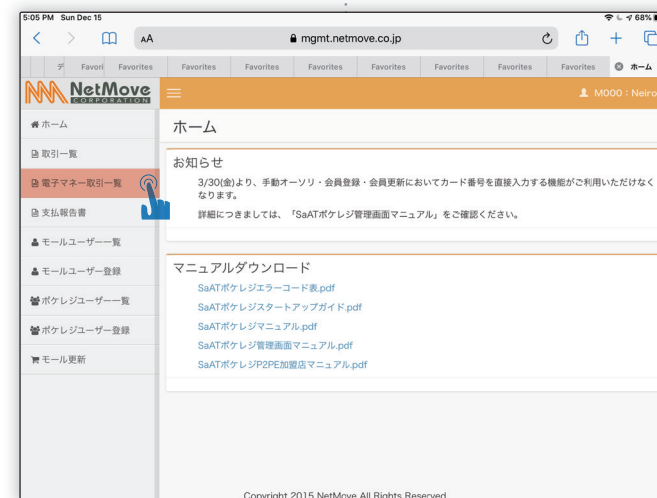 5:05 PM Sun Dec 15
68%
AA
mgmt.netmove.co.jp
デ Favori Favorites Favorites Favorites Favorites Favorites Favorites Favorites Favorites ホーム
NetMove
CORPORATION
M000：Neiro
ホーム
取引一覧
電子マネー取引一覧
支払報告書
モールユーザー一覧
モールユーザー登録
ポケレジユーザー一覧
ポケレジユーザー登録
モール更新
ホーム
お知らせ
3/30(金)より、手動オーソリ・会員登録・会員更新においてカード番号を直接入力する機能がご利用いただけなく
なります。
詳細につきましては、「SaATポケレジ管理画面マニュアル」をご確認ください。
マニュアルダウンロード
SaATポケレジエラーコード表.pdf
SaATポケレジスタートアップガイド.pdf
SaATポケレジマニュアル.pdf
SaATポケレジ管理画面マニュアル.pdf
SaATポケレジP2PE加盟店マニュアル.pdf
Copyright 2015 NetMove All Rights Reserved